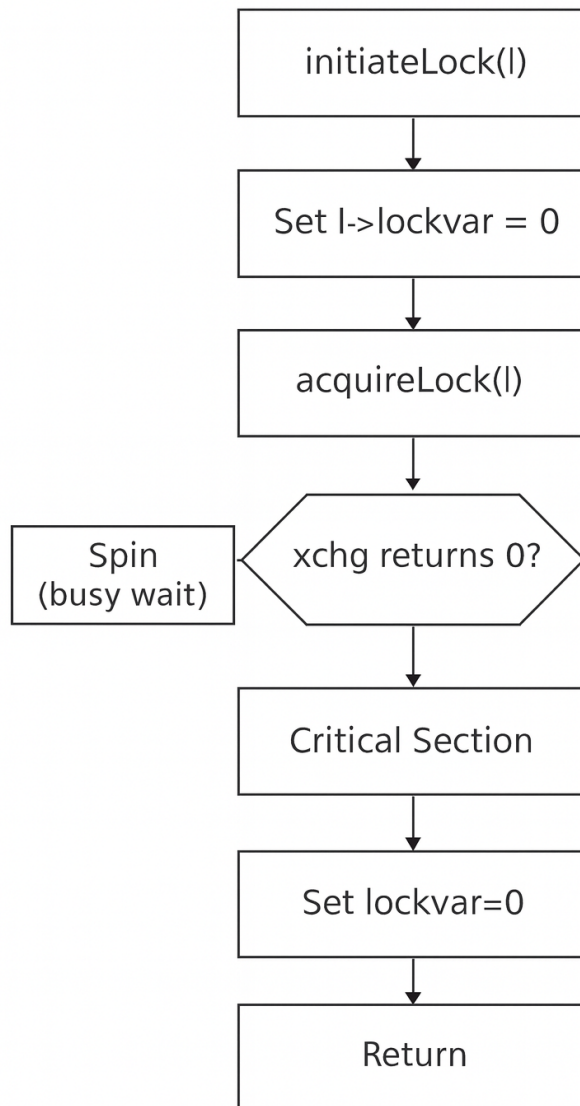 initiateLock(l)
Set l->lockvar = 0
acquireLock(l)
xchg returns 0?
Spin
(busy wait)
Critical Section
Set lockvar=0
Return